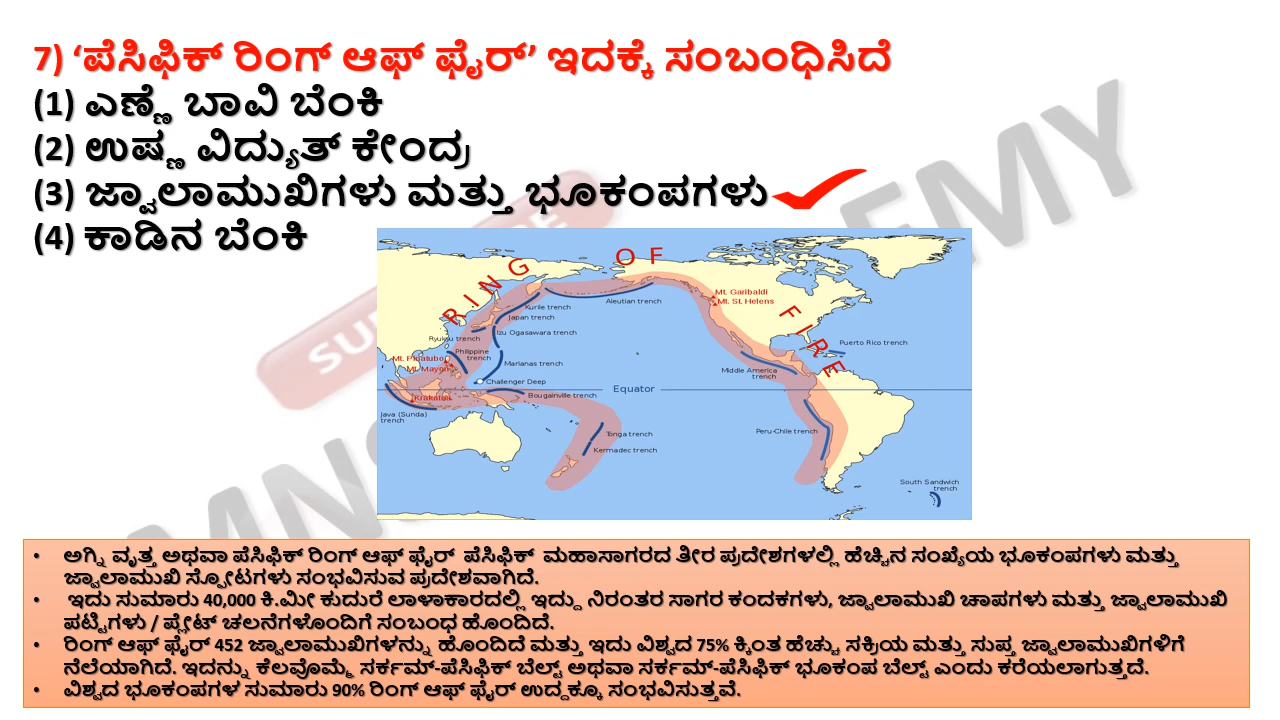 7) ‘ಪೆಸಿಫಿಕ್ ರಿಂಗ್ ಆಫ್ ಫೈರ್’ ಇದಕ್ಕೆ ಸಂಬಂಧಿಸಿದೆ
(1) ಎಣ್ಣೆ ಬಾವಿ ಬೆಂಕಿ
(2) ಉಷ್ಣ ವಿದ್ಯುತ್ ಕೇಂದ್ರ
(3) ಜ್ವಾಲಾಮುಖಿಗಳು ಮತ್ತು ಭೂಕಂಪಗಳು
(4) ಕಾಡಿನ ಬೆಂಕಿ
RING OF FIRE
Mt. Garibaldi
Mt. St. Helens
Aleutian trench
Kurile trench
Japan trench
Izu Ogasawara trench
Ryukyu trench
Puerto Rico trench
Philippine
trench
Mt. Pinatubo
Mt. Mayon
Marianas trench
Middle America
trench
Challenger Deep
Equator
Bougainville trench
Krakatoa
Java (Sunda)
trench
Peru-Chile trench
Tonga trench
Kermadec trench
South Sandwich
trench
• ಅಗ್ನಿ ವೃತ್ತ ಅಥವಾ ಪೆಸಿಫಿಕ್ ರಿಂಗ್ ಆಫ್ ಫೈರ್ ಪೆಸಿಫಿಕ್ ಮಹಾಸಾಗರದ ತೀರ ಪ್ರದೇಶಗಳಲ್ಲಿ ಹೆಚ್ಚಿನ ಸಂಖ್ಯೆಯ ಭೂಕಂಪಗಳು ಮತ್ತು
ಜ್ವಾಲಾಮುಖಿ ಸ್ಫೋಟಗಳು ಸಂಭವಿಸುವ ಪ್ರದೇಶವಾಗಿದೆ.
• ಇದು ಸುಮಾರು 40,000 ಕಿ.ಮೀ ಕುದುರೆ ಲಾಳಾಕಾರದಲ್ಲಿ ಇದ್ದು ನಿರಂತರ ಸಾಗರ ಕಂದಕಗಳು, ಜ್ವಾಲಾಮುಖಿ ಚಾಪಗಳು ಮತ್ತು ಜ್ವಾಲಾಮುಖಿ
ಪಟ್ಟಿಗಳು / ಪ್ಲೇಟ್ ಚಲನೆಗಳೊಂದಿಗೆ ಸಂಬಂಧ ಹೊಂದಿದೆ.
• ರಿಂಗ್ ಆಫ್ ಫೈರ್ 452 ಜ್ವಾಲಾಮುಖಿಗಳನ್ನು ಹೊಂದಿದೆ ಮತ್ತು ಇದು ವಿಶ್ವದ 75% ಕ್ಕಿಂತ ಹೆಚ್ಚು ಸಕ್ರಿಯ ಮತ್ತು ಸುಪ್ತ ಜ್ವಾಲಾಮುಖಿಗಳಿಗೆ
ನೆಲೆಯಾಗಿದೆ. ಇದನ್ನು ಕೆಲವೊಮ್ಮೆ ಸರ್ಕಮ್-ಪೆಸಿಫಿಕ್ ಬೆಲ್ಟ್ ಅಥವಾ ಸರ್ಕಮ್-ಪೆಸಿಫಿಕ್ ಭೂಕಂಪ ಬೆಲ್ಟ್ ಎಂದು ಕರೆಯಲಾಗುತ್ತದೆ.
• ವಿಶ್ವದ ಭೂಕಂಪಗಳ ಸುಮಾರು 90% ರಿಂಗ್ ಆಫ್ ಫೈರ್ ಉದ್ದಕ್ಕೂ ಸಂಭವಿಸುತ್ತವೆ.